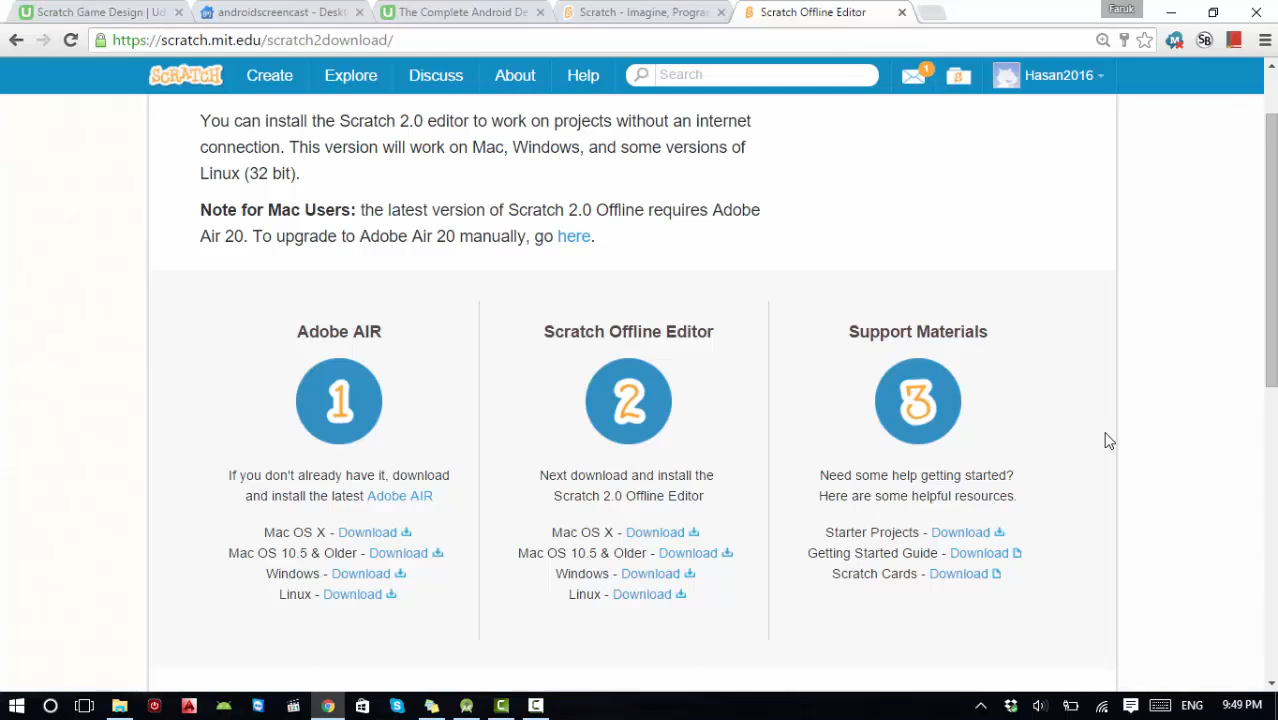 Scratch Game Design | Ud
androidscreencast - Deskt
The Complete Android De
Scratch - Imagine, Progra
Scratch Offline Editor
Faruk
https://scratch.mit.edu/scratch2download/
SCRATCH
Create
Explore
Discuss
About
Help
Search
1
Hasan2016
You can install the Scratch 2.0 editor to work on projects without an internet
connection. This version will work on Mac, Windows, and some versions of
Linux (32 bit).
Note for Mac Users: the latest version of Scratch 2.0 Offline requires Adobe
Air 20. To upgrade to Adobe Air 20 manually, go here.
Adobe AIR
1
If you don't already have it, download
and install the latest Adobe AIR
Mac OS X - Download
Mac OS 10.5 & Older - Download
Windows - Download
Linux - Download
Scratch Offline Editor
2
Next download and install the
Scratch 2.0 Offline Editor
Mac OS X - Download
Mac OS 10.5 & Older - Download
Windows - Download
Linux - Download
Support Materials
3
Need some help getting started?
Here are some helpful resources.
Starter Projects - Download
Getting Started Guide - Download
Scratch Cards - Download
ENG
9:49 PM